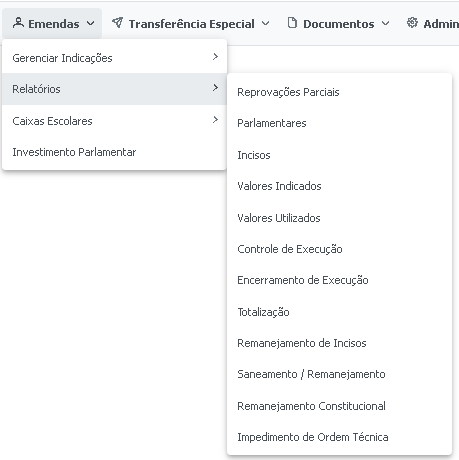 Emendas Transferência Especial Documentos Admin
Gerenciar Indicações
Relatórios
Caixas Escolares
Investimento Parlamentar
Reprovações Parciais
Parlamentares
Incisos
Valores Indicados
Valores Utilizados
Controle de Execução
Encerramento de Execução
Totalização
Remanejamento de Incisos
Saneamento / Remanejamento
Remanejamento Constitucional
Impedimento de Ordem Técnica